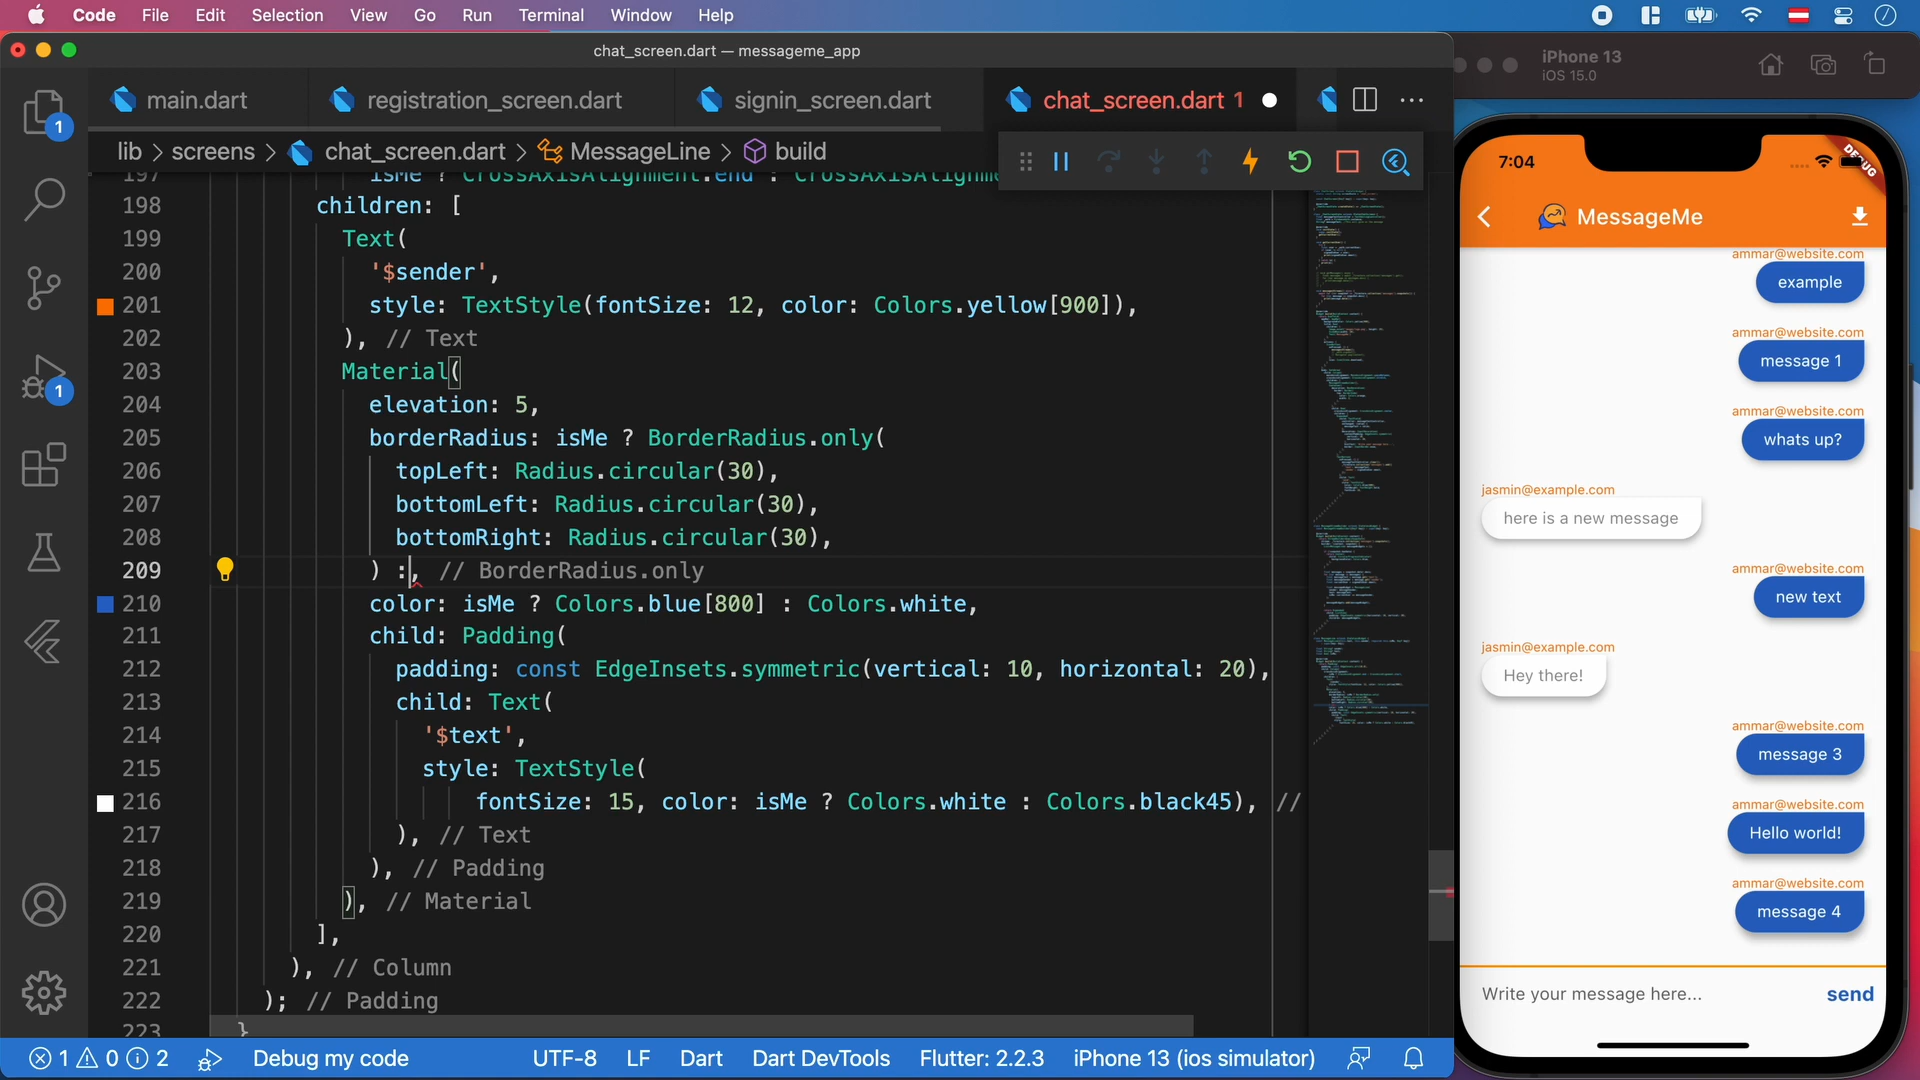 Code File Edit Selection View Go Run Terminal Window Help
chat_screen.dart — messageme_app
main.dart registration_screen.dart signin_screen.dart chat_screen.dart 1
lib > screens > chat_screen.dart > MessageLine > build
197 isMe ? CrossAxisAlignment.end : CrossAxisAlignme
198 children: [
199 Text(
200 '$sender',
201 style: TextStyle(fontSize: 12, color: Colors.yellow[900]),
202 ), // Text
203 Material(
204 elevation: 5,
205 borderRadius: isMe ? BorderRadius.only(
206 topLeft: Radius.circular(30),
207 bottomLeft: Radius.circular(30),
208 bottomRight: Radius.circular(30),
209 ) :, // BorderRadius.only
210 color: isMe ? Colors.blue[800] : Colors.white,
211 child: Padding(
212 padding: const EdgeInsets.symmetric(vertical: 10, horizontal: 20),
213 child: Text(
214 '$text',
215 style: TextStyle(
216 fontSize: 15, color: isMe ? Colors.white : Colors.black45), //
217 ), // Text
218 ), // Padding
219 ), // Material
220 ],
221 ), // Column
222 ); // Padding
223 }
1
1
1 0 2 Debug my code UTF-8 LF Dart Dart DevTools Flutter: 2.2.3 iPhone 13 (ios simulator)
iPhone 13
iOS 15.0
7:04
DEBUG
MessageMe
ammar@website.com
example
ammar@website.com
message 1
ammar@website.com
whats up?
jasmin@example.com
here is a new message
ammar@website.com
new text
jasmin@example.com
Hey there!
ammar@website.com
message 3
ammar@website.com
Hello world!
ammar@website.com
message 4
Write your message here... send